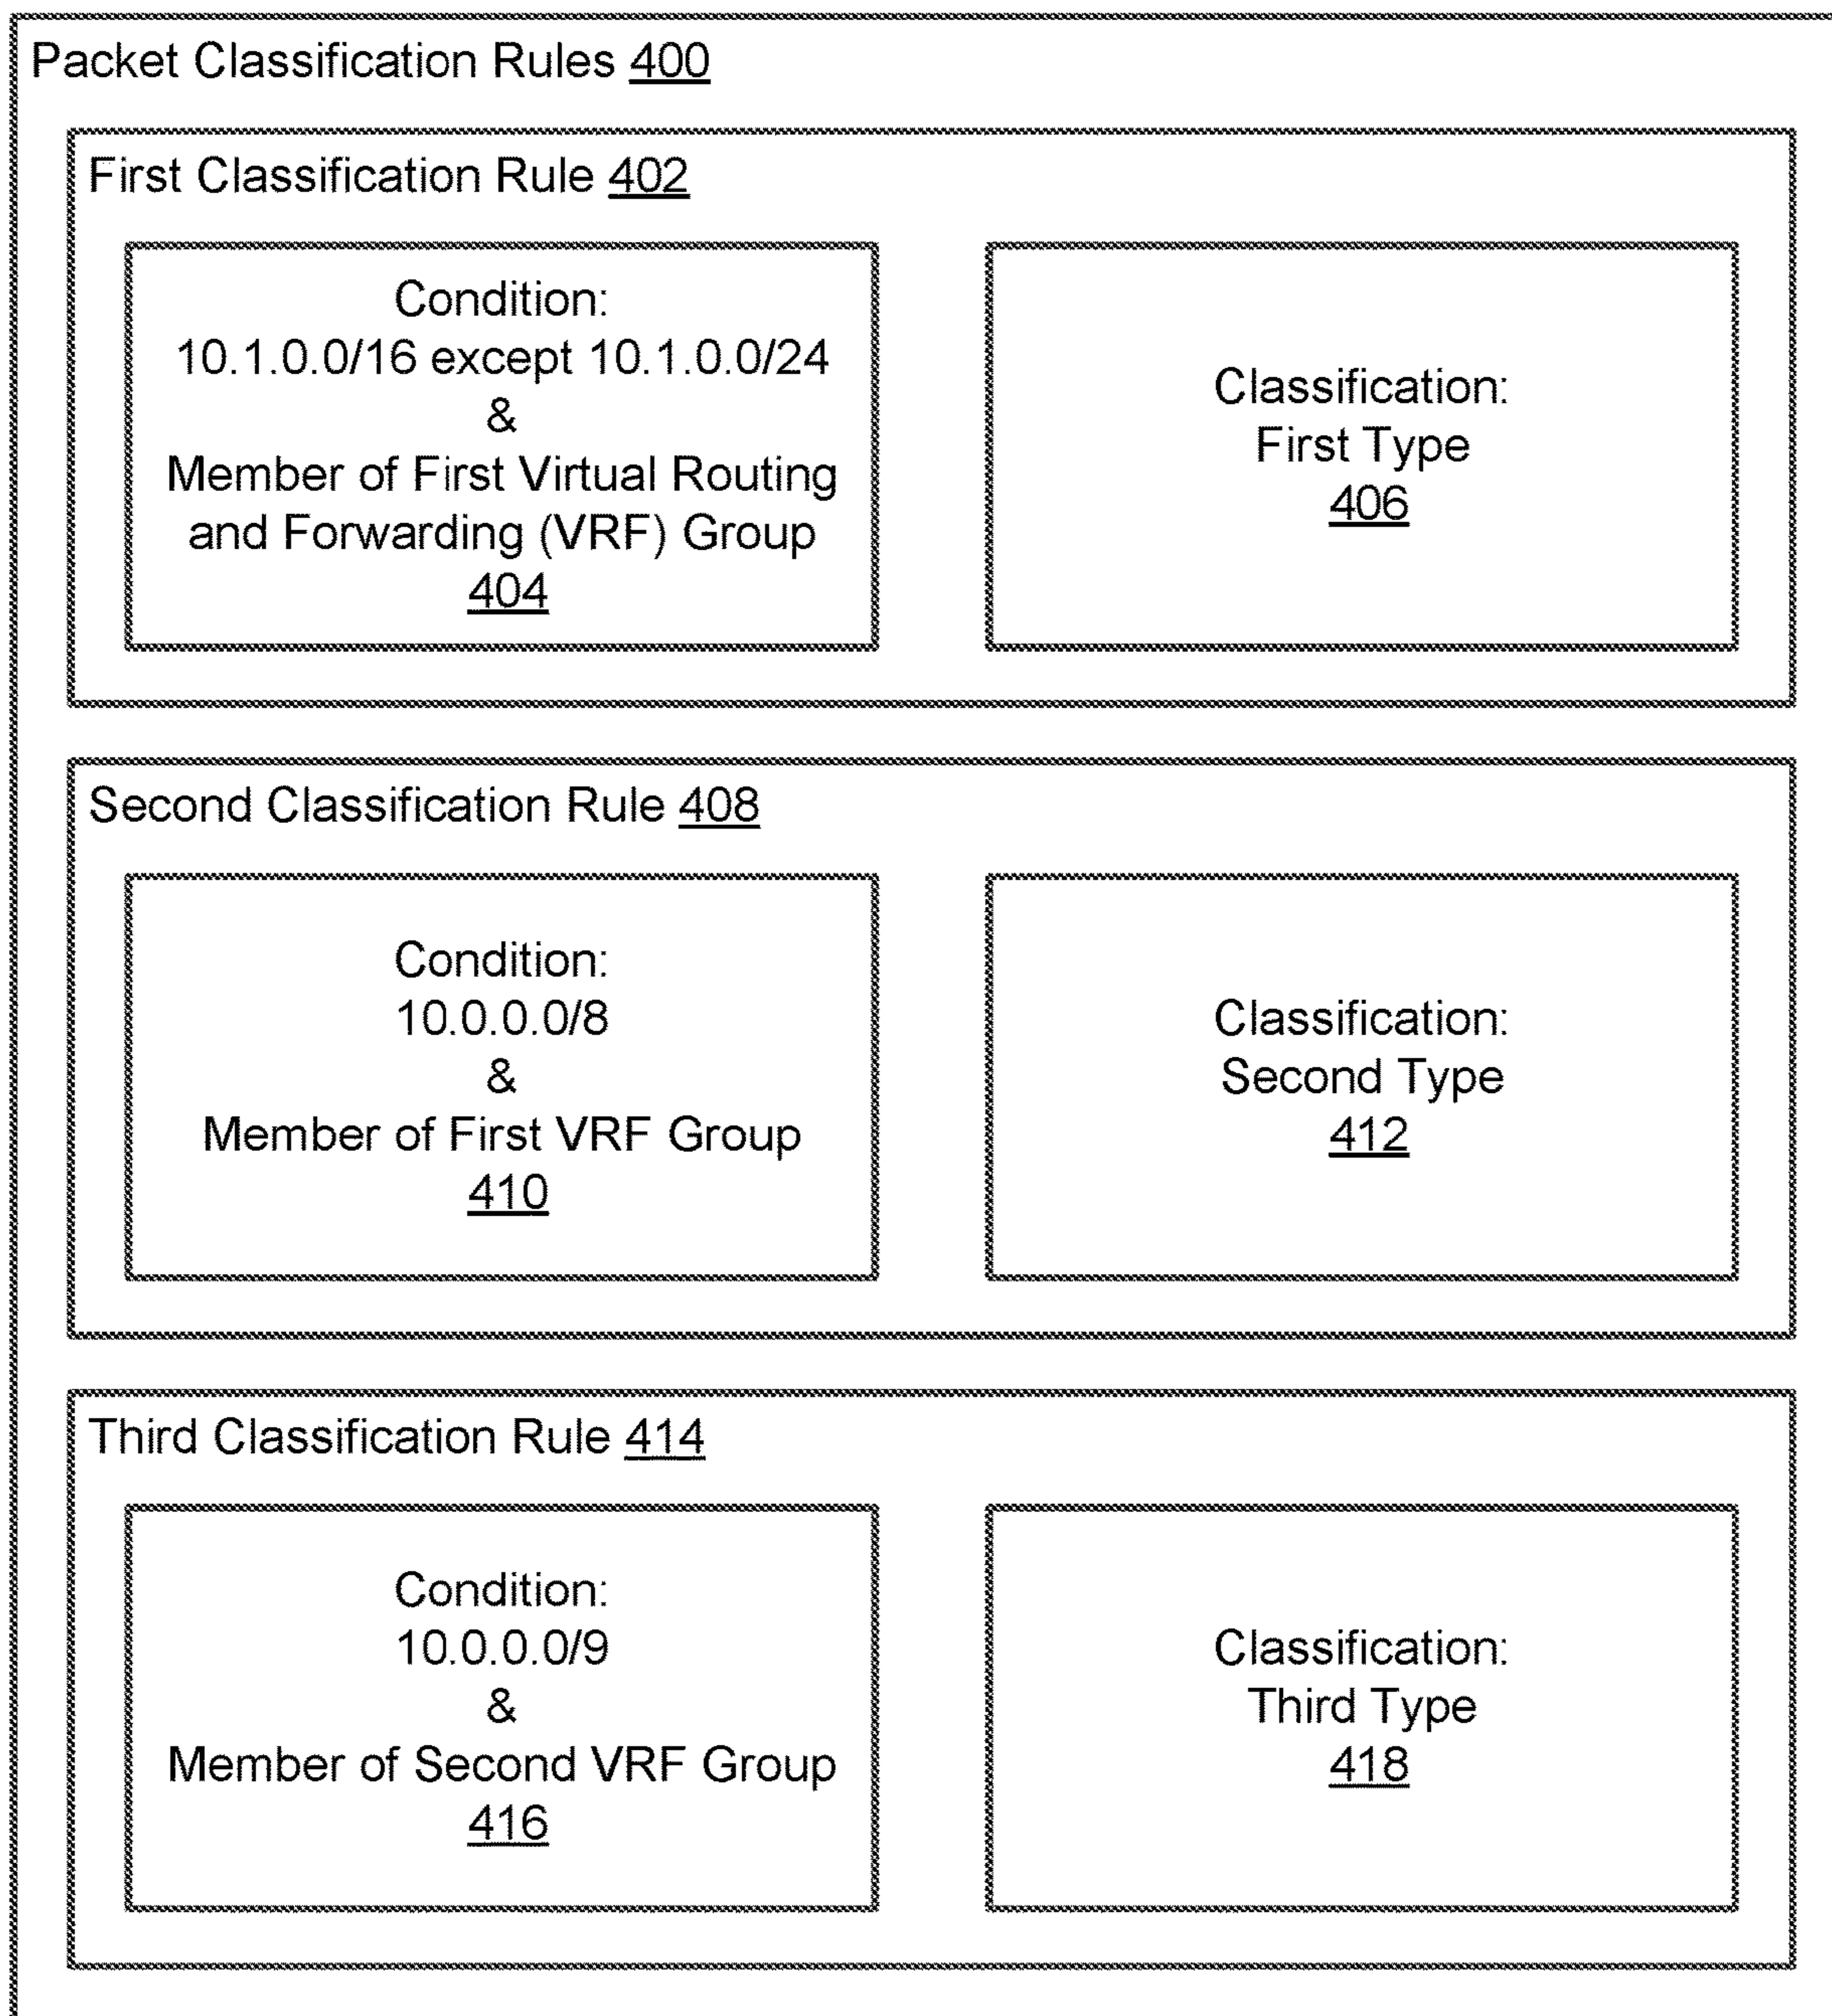 Packet Classification Rules 400
First Classification Rule 402
Condition:
10.1.0.0/16 except 10.1.0.0/24
&
Member of First Virtual Routing
and Forwarding (VRF) Group
404
Classification:
First Type
406
Second Classification Rule 408
Condition:
10.0.0.0/8
&
Member of First VRF Group
410
Classification:
Second Type
412
Third Classification Rule 414
Condition:
10.0.0.0/9
&
Member of Second VRF Group
416
Classification:
Third Type
418